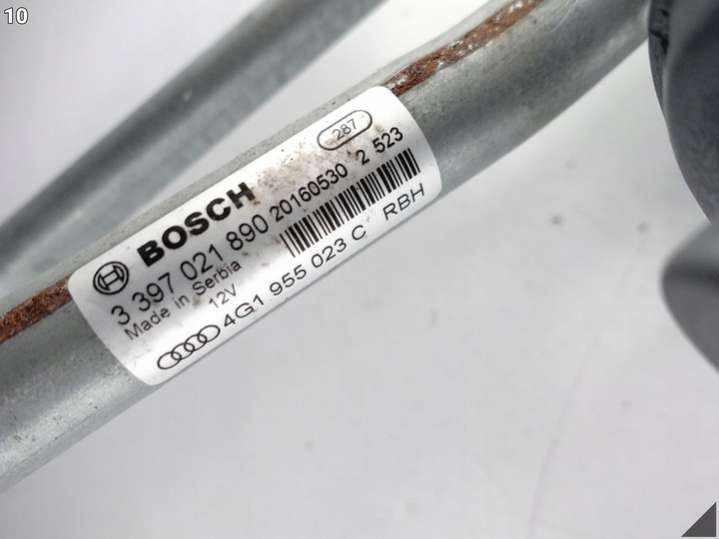 10
287
BOSCH
3 397 021 890 20160530 2 523
Made in Serbia
12V
4G1 955 023 C RBH